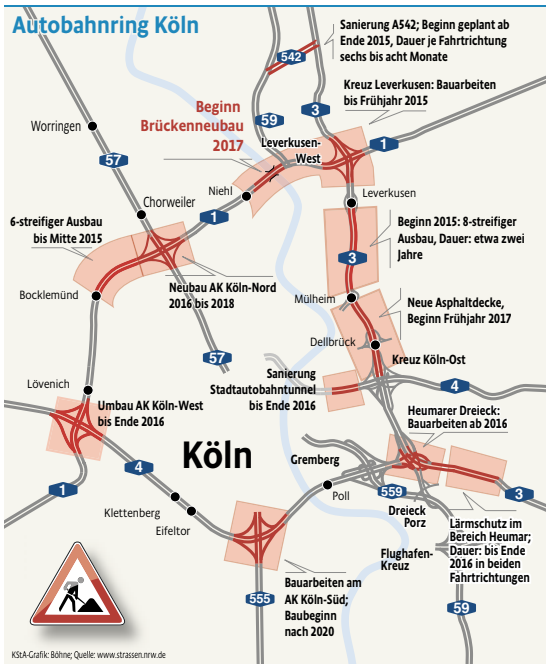 Autobahnring Köln
Sanierung A542; Beginn geplant ab
Ende 2015, Dauer je Fahrtrichtung
sechs bis acht Monate
542
Kreuz Leverkusen: Bauarbeiten
bis Frühjahr 2015
Beginn
Brückenneubau
2017
59
3
1
Leverkusen-
West
Worringen
57
Niehl
Leverkusen
Chorweiler
1
6-streifiger Ausbau
bis Mitte 2015
Beginn 2015: 8-streifiger
Ausbau, Dauer: etwa zwei
Jahre
3
Neubau AK Köln-Nord
2016 bis 2018
Bocklemünd
Mülheim
Neue Asphaltdecke,
Beginn Frühjahr 2017
Dellbrück
57
Kreuz Köln-Ost
Sanierung
Stadtautobahntunnel
bis Ende 2016
4
Lövenich
Umbau AK Köln-West
bis Ende 2016
Heumarer Dreieck:
Bauarbeiten ab 2016
Köln
4
1
Gremberg
559
3
Poll
Klettenberg
Eifeltor
Dreieck
Porz
Lärmschutz im
Bereich Heumar;
Dauer: bis Ende
2016 in beiden
Fahrtrichtungen
Flughafen-
Kreuz
Bauarbeiten am
AK Köln-Süd;
Baubeginn
nach 2020
555
59
KStA-Grafik: Böhne; Quelle: www.strassen.nrw.de